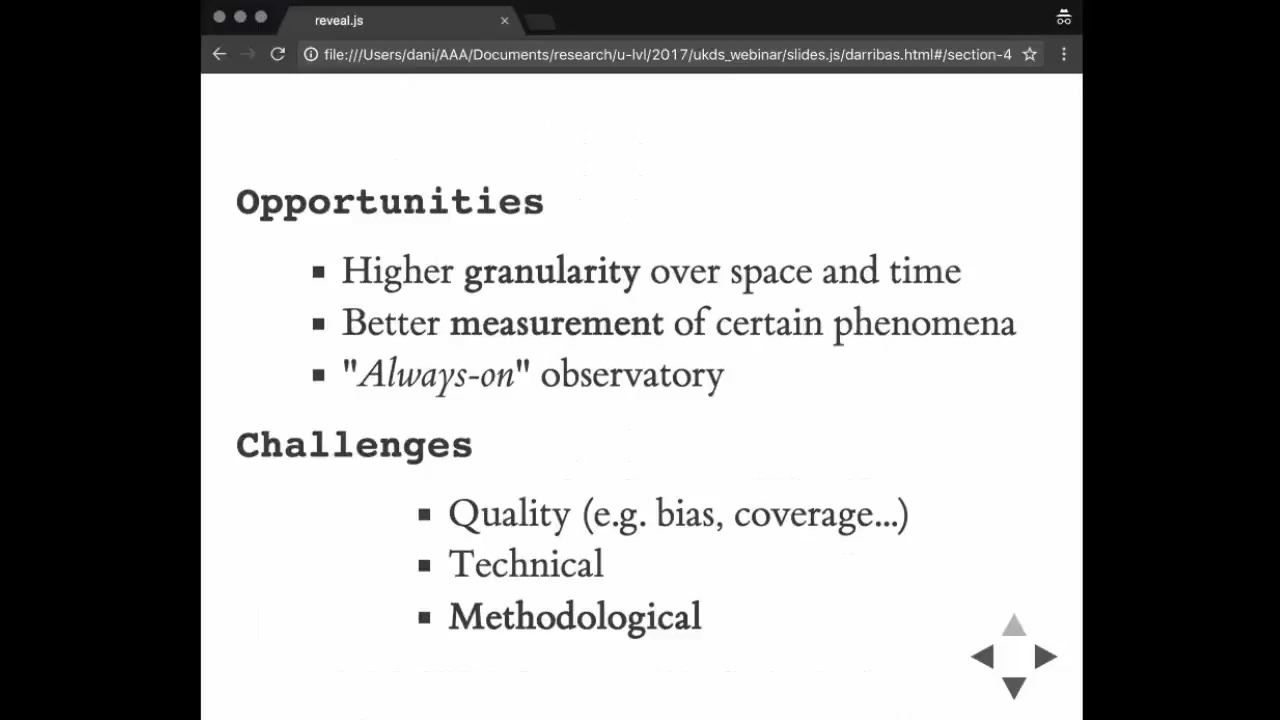 reveal.js
file:///Users/dani/AAA/Documents/research/u-lvl/2017/ukds_webinar/slides.js/darribas.html#/section-4
Opportunities
Higher granularity over space and time
Better measurement of certain phenomena
"Always-on" observatory
Challenges
Quality (e.g. bias, coverage...)
Technical
Methodological